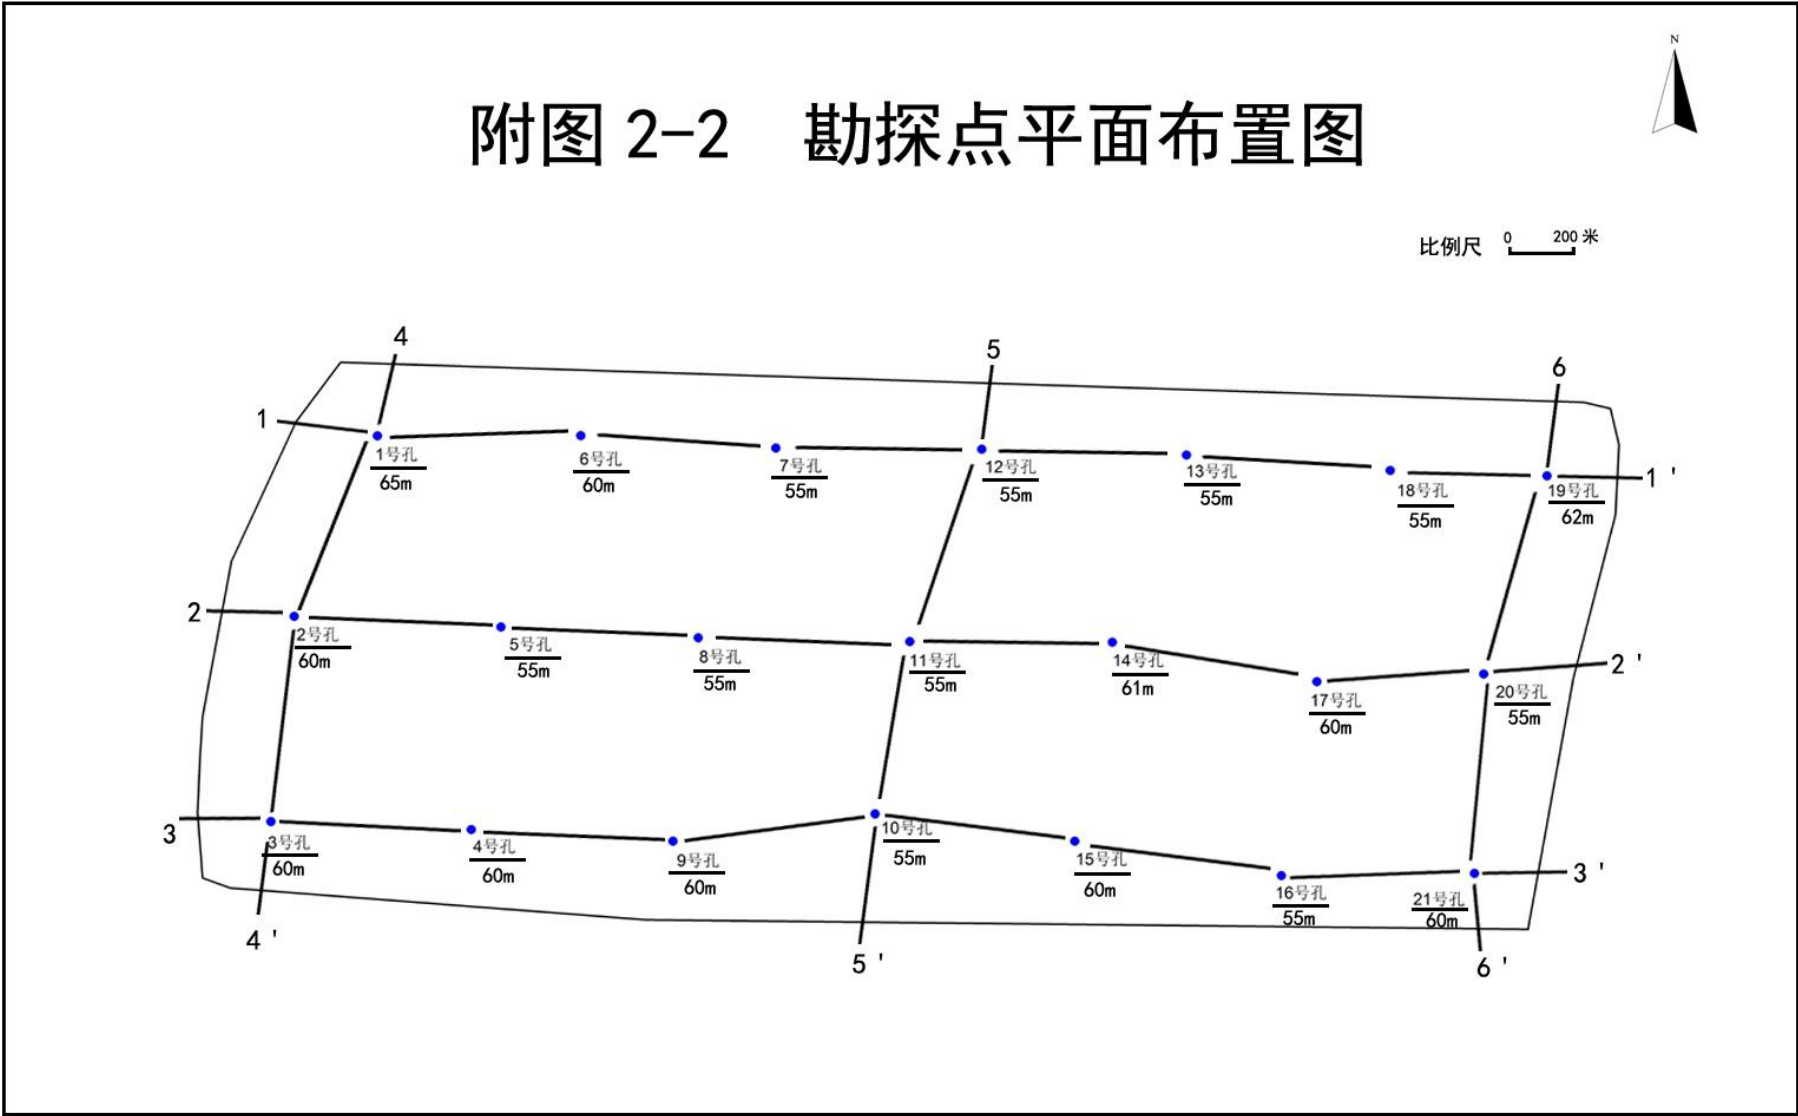 N
附图 2-2 勘探点平面布置图
比例尺 0 200 米
4
5
6
1
1号孔
65m
6号孔
60m
7号孔
55m
12号孔
55m
13号孔
55m
18号孔
55m
19号孔
62m
1 '
2
2号孔
60m
5号孔
55m
8号孔
55m
11号孔
55m
14号孔
61m
17号孔
60m
20号孔
55m
2 '
3
3号孔
60m
4号孔
60m
9号孔
60m
10号孔
55m
15号孔
60m
16号孔
55m
21号孔
60m
3 '
4 '
5 '
6 '